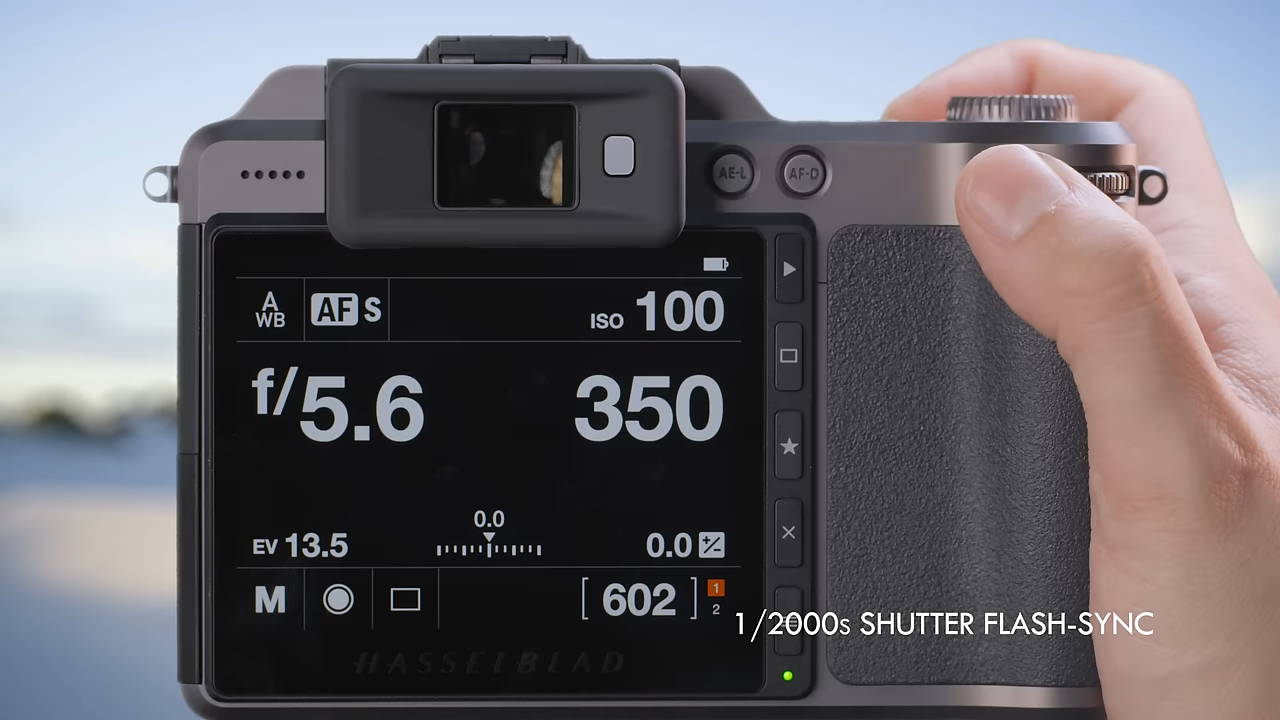 AE-L AF-D
A
WB
AF S
ISO 100
f/5.6 350
0.0
EV 13.5
0.0
M [ 602 ] 1
2
1/2000s SHUTTER FLASH-SYNC
HASSELBLAD